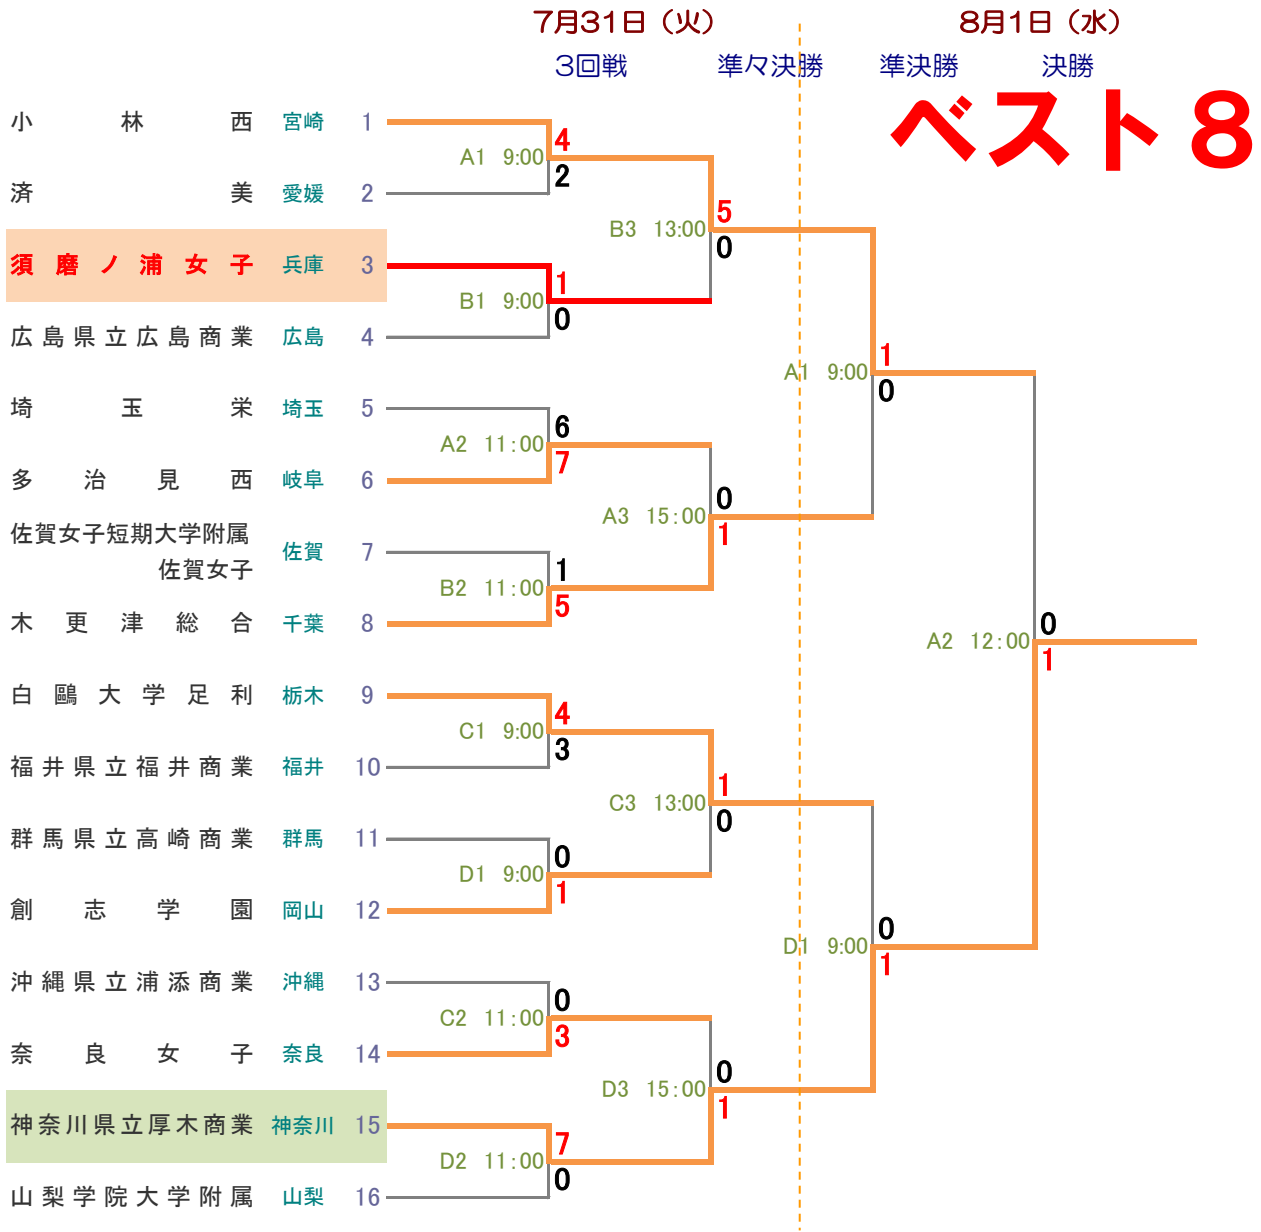 7月31日（火） 8月1日（水）
3回戦 準々決勝 準決勝 決勝
ベスト８
小林西 宮崎 1
4
A1 9:00
2
済美 愛媛 2
5
B3 13:00
0
須磨ノ浦女子 兵庫 3
1
B1 9:00
0
広島県立広島商業 広島 4
1
A1 9:00
0
埼玉栄 埼玉 5
6
A2 11:00
7
多治見西 岐阜 6
0
A3 15:00
1
佐賀女子短期大学附属
佐賀女子 佐賀 7
1
B2 11:00
5
木更津総合 千葉 8
0
A2 12:00
1
白鷗大学足利 栃木 9
4
C1 9:00
3
福井県立福井商業 福井 10
1
C3 13:00
0
群馬県立高崎商業 群馬 11
0
D1 9:00
1
創志学園 岡山 12
0
D1 9:00
1
沖縄県立浦添商業 沖縄 13
0
C2 11:00
3
奈良女子 奈良 14
0
D3 15:00
1
神奈川県立厚木商業 神奈川 15
7
D2 11:00
0
山梨学院大学附属 山梨 16